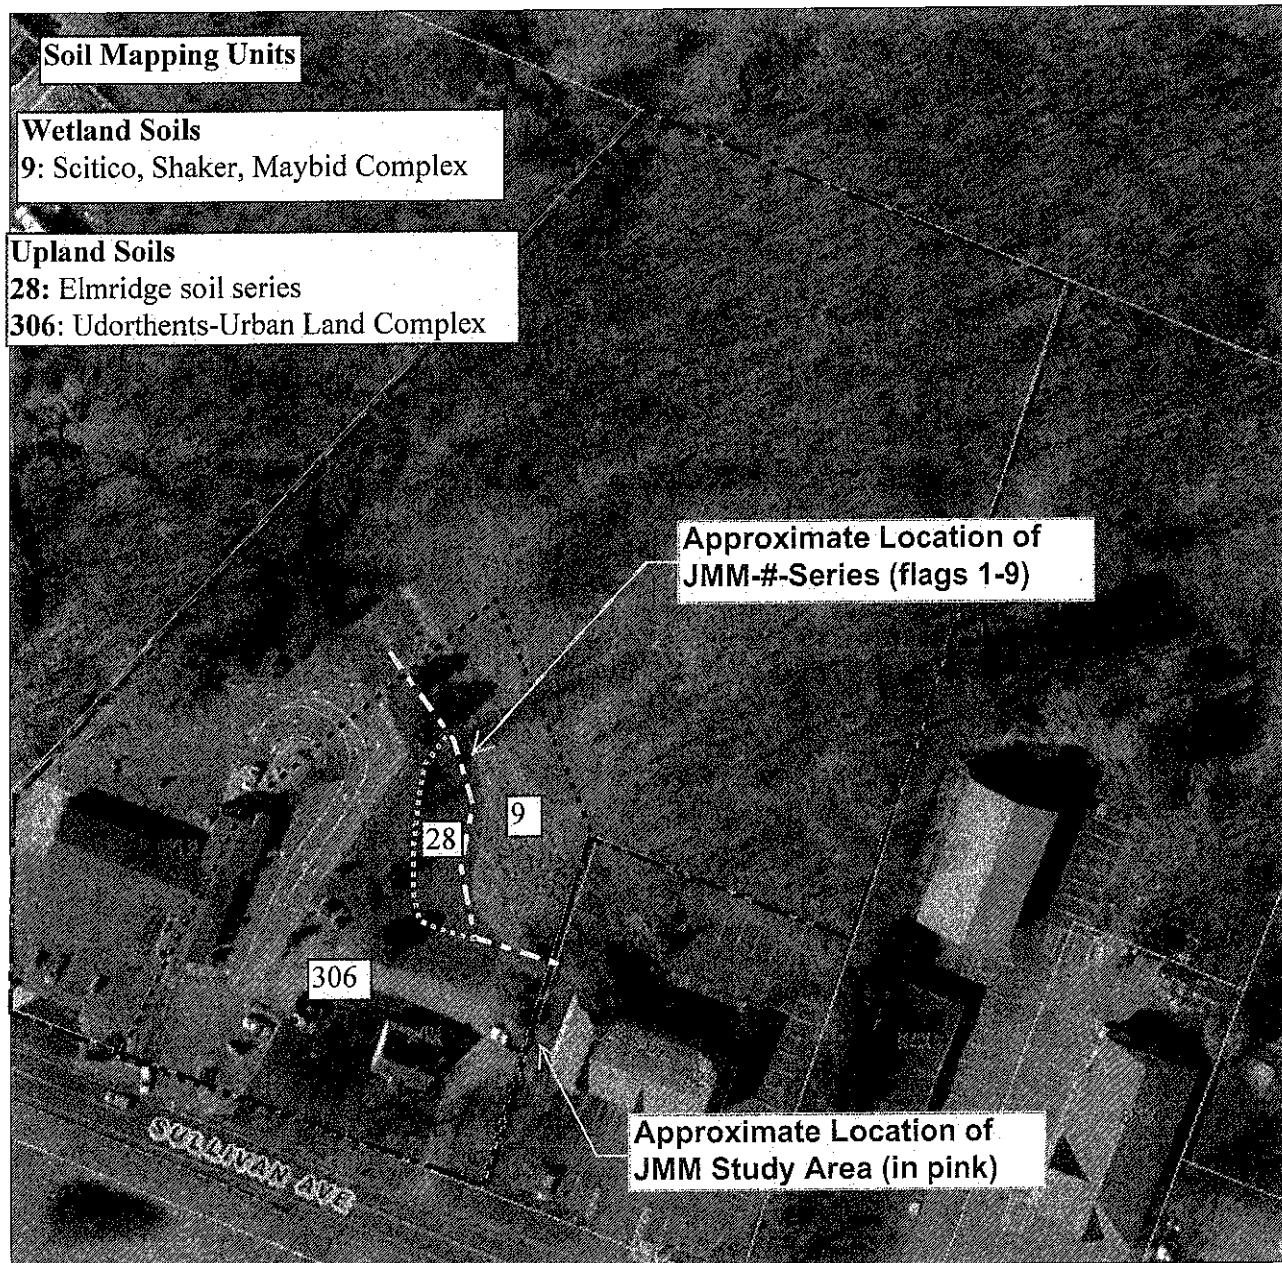 Soil Mapping Units
Wetland Soils
9: Scitico, Shaker, Maybid Complex
Upland Soils
28: Elmridge soil series
306: Udorthents-Urban Land Complex
Approximate Location of
JMM-#-Series (flags 1-9)
9
28
306
Approximate Location of
JMM Study Area (in pink)
SULLIVAN AVE